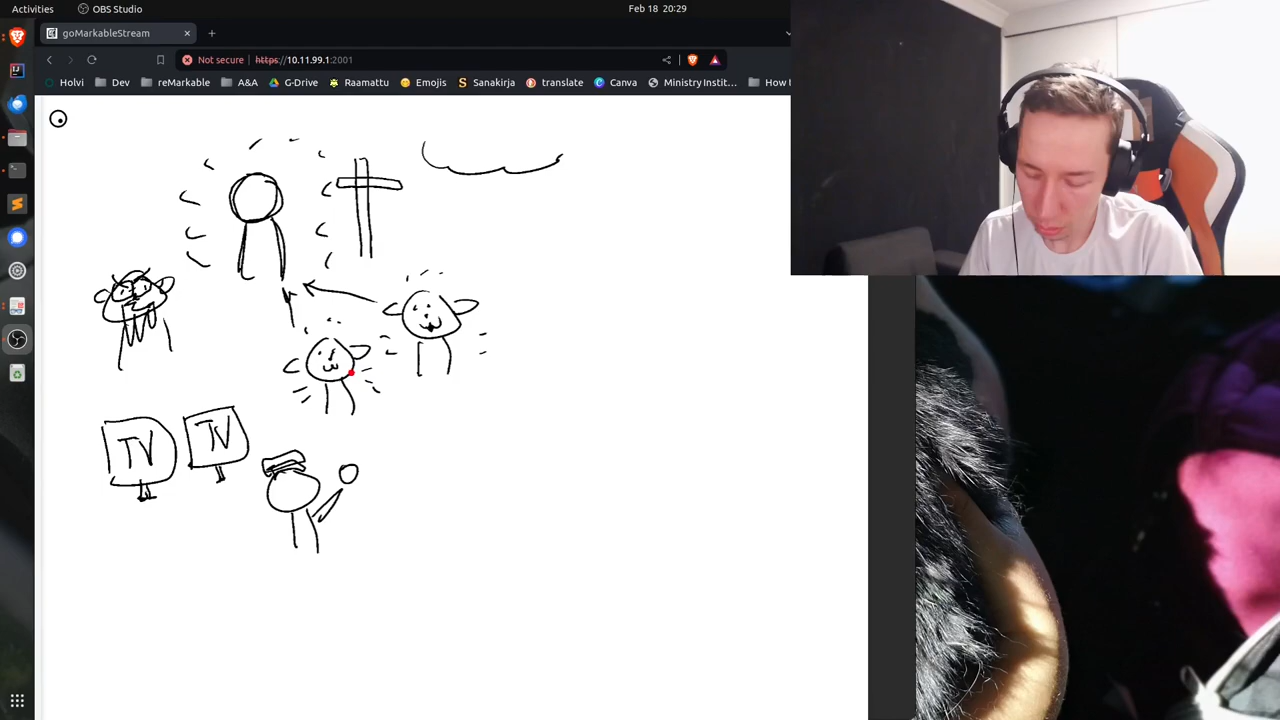 Activities
OBS Studio
Feb 18 20:29
goMarkableStream
Not secure
https://10.11.99.1:2001
Holvi
Dev
reMarkable
A&A
G-Drive
Raamattu
Emojis
Sanakirja
translate
Canva
Ministry Instit...
How
TV
TV